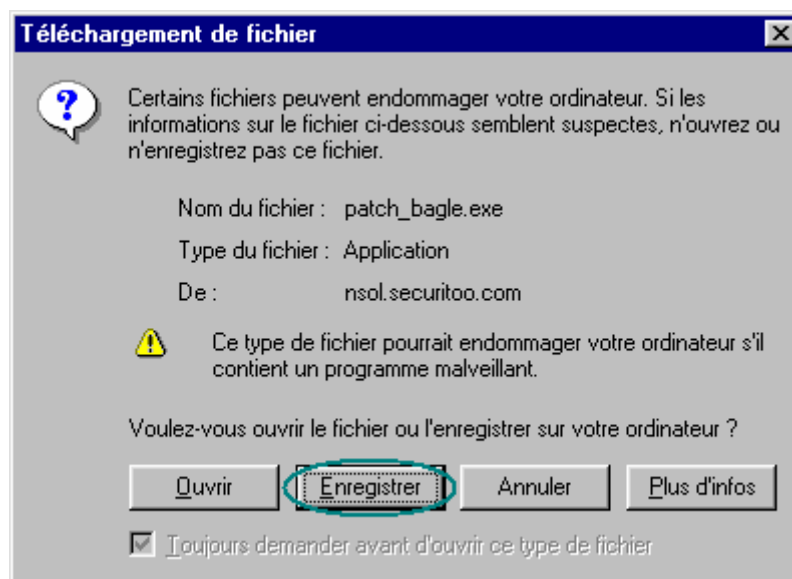 Téléchargement de fichier
Certains fichiers peuvent endommager votre ordinateur. Si les
informations sur le fichier ci-dessous semblent suspectes, n'ouvrez ou
n'enregistrez pas ce fichier.
Nom du fichier : patch_bagle.exe
Type du fichier : Application
De : nsol.securitoo.com
Ce type de fichier pourrait endommager votre ordinateur s'il
contient un programme malveillant.
Voulez-vous ouvrir le fichier ou l'enregistrer sur votre ordinateur ?
Ouvrir Enregistrer Annuler Plus d'infos
Toujours demander avant d'ouvrir ce type de fichier